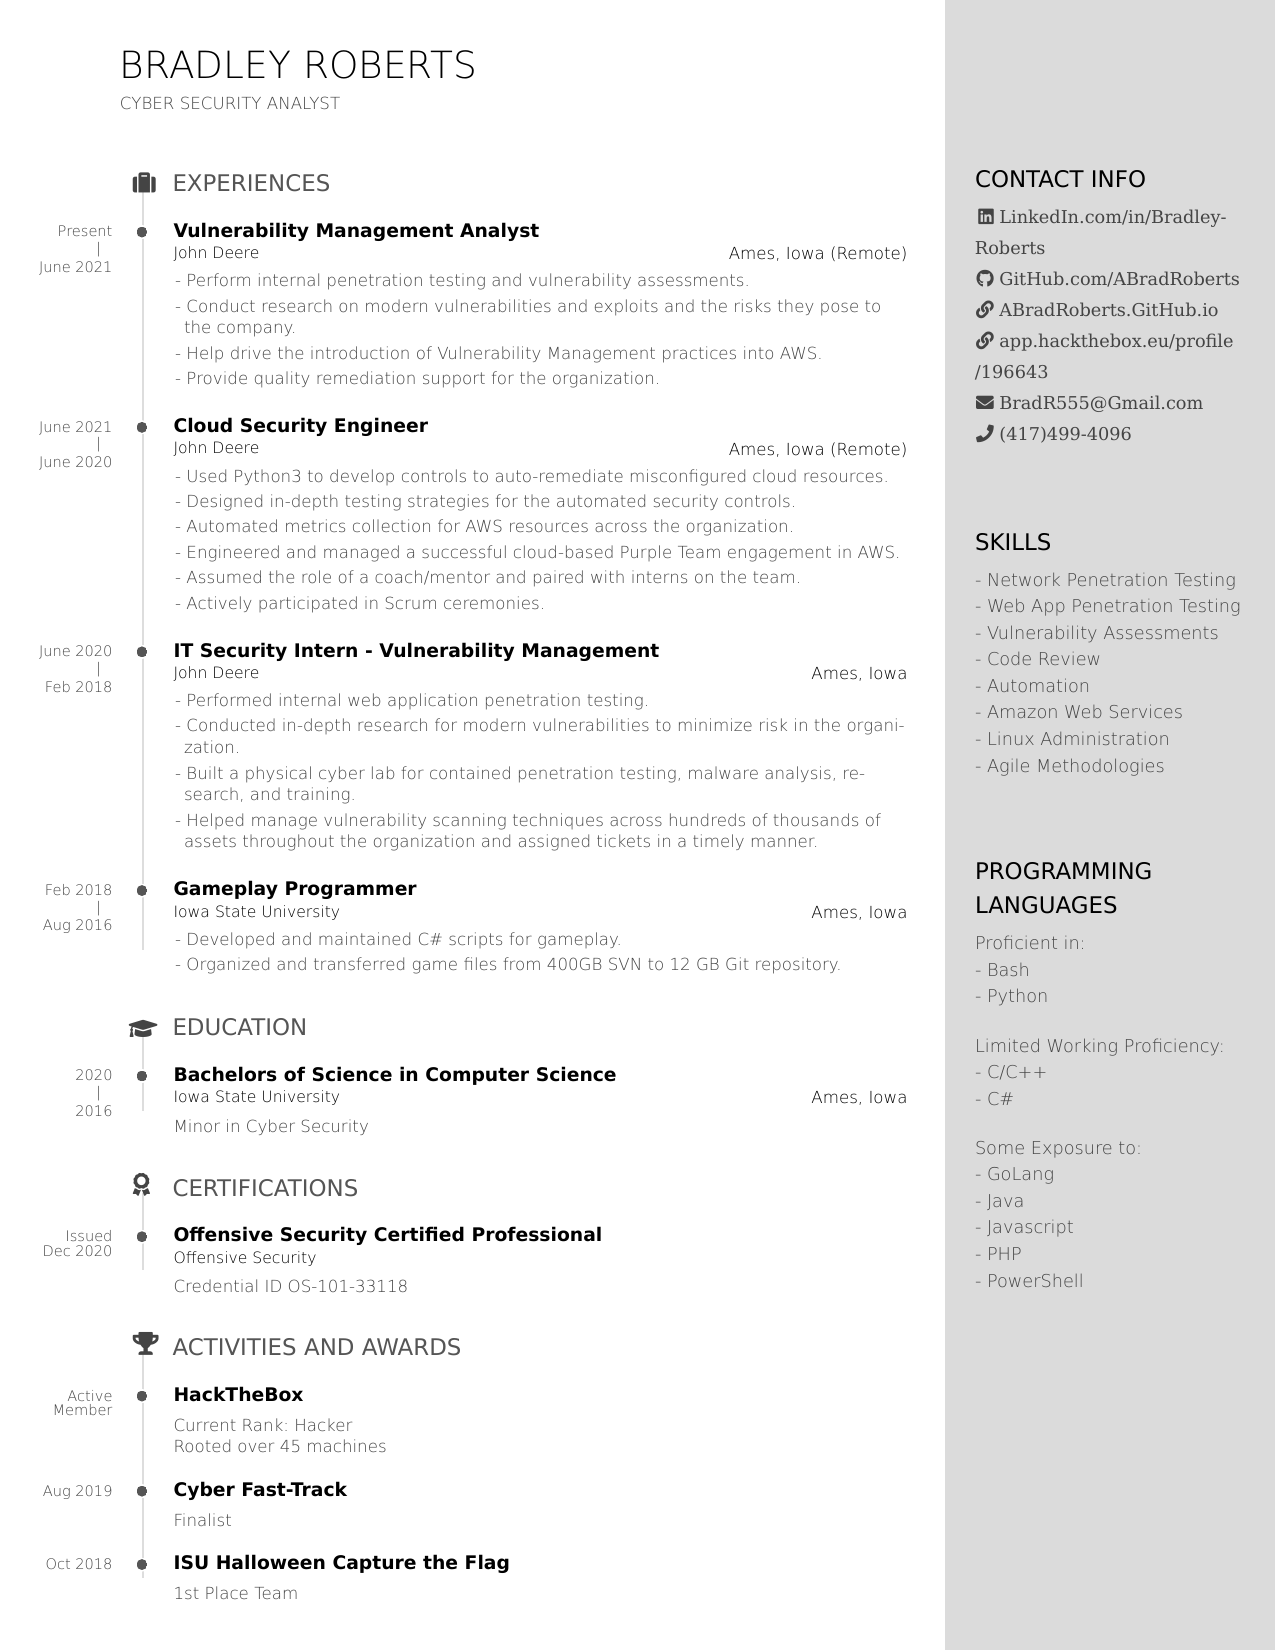 BRADLEY ROBERTS
CYBER SECURITY ANALYST
EXPERIENCES
Present
|
June 2021
Vulnerability Management Analyst
John Deere
Ames, Iowa (Remote)
- Perform internal penetration testing and vulnerability assessments.
- Conduct research on modern vulnerabilities and exploits and the risks they pose to
the company.
- Help drive the introduction of Vulnerability Management practices into AWS.
- Provide quality remediation support for the organization.
June 2021
|
June 2020
Cloud Security Engineer
John Deere
Ames, Iowa (Remote)
- Used Python3 to develop controls to auto-remediate misconfigured cloud resources.
- Designed in-depth testing strategies for the automated security controls.
- Automated metrics collection for AWS resources across the organization.
- Engineered and managed a successful cloud-based Purple Team engagement in AWS.
- Assumed the role of a coach/mentor and paired with interns on the team.
- Actively participated in Scrum ceremonies.
June 2020
|
Feb 2018
IT Security Intern - Vulnerability Management
John Deere
Ames, Iowa
- Performed internal web application penetration testing.
- Conducted in-depth research for modern vulnerabilities to minimize risk in the organi-
zation.
- Built a physical cyber lab for contained penetration testing, malware analysis, re-
search, and training.
- Helped manage vulnerability scanning techniques across hundreds of thousands of
assets throughout the organization and assigned tickets in a timely manner.
Feb 2018
|
Aug 2016
Gameplay Programmer
Iowa State University
Ames, Iowa
- Developed and maintained C# scripts for gameplay.
- Organized and transferred game files from 400GB SVN to 12 GB Git repository.
EDUCATION
2020
|
2016
Bachelors of Science in Computer Science
Iowa State University
Ames, Iowa
Minor in Cyber Security
CERTIFICATIONS
Issued
Dec 2020
Offensive Security Certified Professional
Offensive Security
Credential ID OS-101-33118
ACTIVITIES AND AWARDS
Active
Member
HackTheBox
Current Rank: Hacker
Rooted over 45 machines
Aug 2019
Cyber Fast-Track
Finalist
Oct 2018
ISU Halloween Capture the Flag
1st Place Team
CONTACT INFO
LinkedIn.com/in/Bradley-
Roberts
GitHub.com/ABradRoberts
ABradRoberts.GitHub.io
app.hackthebox.eu/profile
/196643
BradR555@Gmail.com
(417)499-4096
SKILLS
- Network Penetration Testing
- Web App Penetration Testing
- Vulnerability Assessments
- Code Review
- Automation
- Amazon Web Services
- Linux Administration
- Agile Methodologies
PROGRAMMING
LANGUAGES
Proficient in:
- Bash
- Python
Limited Working Proficiency:
- C/C++
- C#
Some Exposure to:
- GoLang
- Java
- Javascript
- PHP
- PowerShell